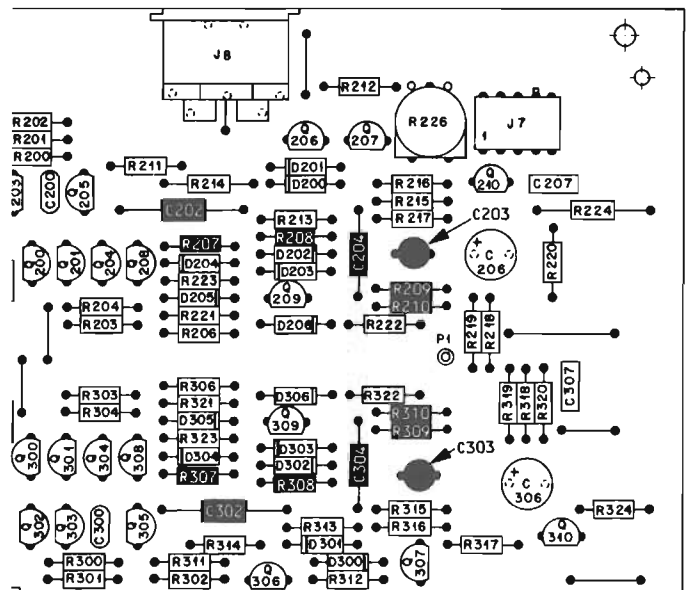 J8
R212
R226
1 J7
R202
R201
R200
Q 206
Q 207
D201
D200
R211
R214
R216
R215
R217
Q 210
C207
203
C200
Q 205
C202
C203
R224
R213
R207
R208
C204
Q 200
Q 201
Q 204
Q 208
D204
R223
D205
R221
R206
D202
D203
Q 209
D206
R209
R210
R222
+ C 206
R220
R204
R203
P1
R219
R218
R303
R304
R306
R321
D305
R323
D304
R307
D306
Q 309
D303
D302
R308
R322
R310
R309
C304
C303
R319
R318
R320
C307
Q 300
Q 301
Q 304
Q 308
+ C 306
C302
R315
R316
R324
Q 302
Q 303
C300
Q 305
R313
R314
D301
R317
Q 310
R300
R301
R311
R302
Q 306
D300
R312
Q 307